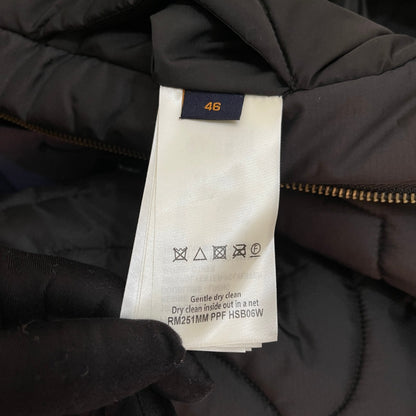 46
Gentle dry clean
Dry clean inside out in a net
RM251MM PPF HSB06W